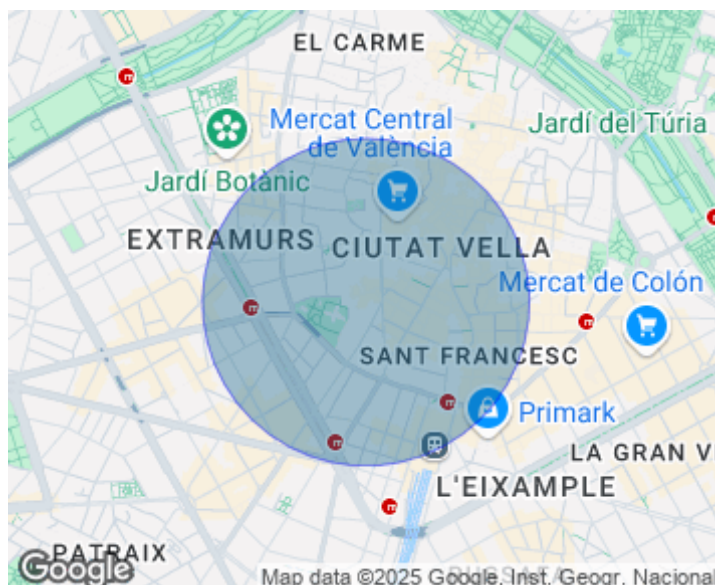 EL CARME
Mercat Central
de València
Jardí del Túria
Jardí Botànic
EXTRAMURS
CIUTAT VELLA
Mercat de Colón
SANT FRANCESC
Primark
LA GRAN V
L'EIXAMPLE
PATRAIX
Google
Map data ©2025 Google, Inst. Geogr. Nacional